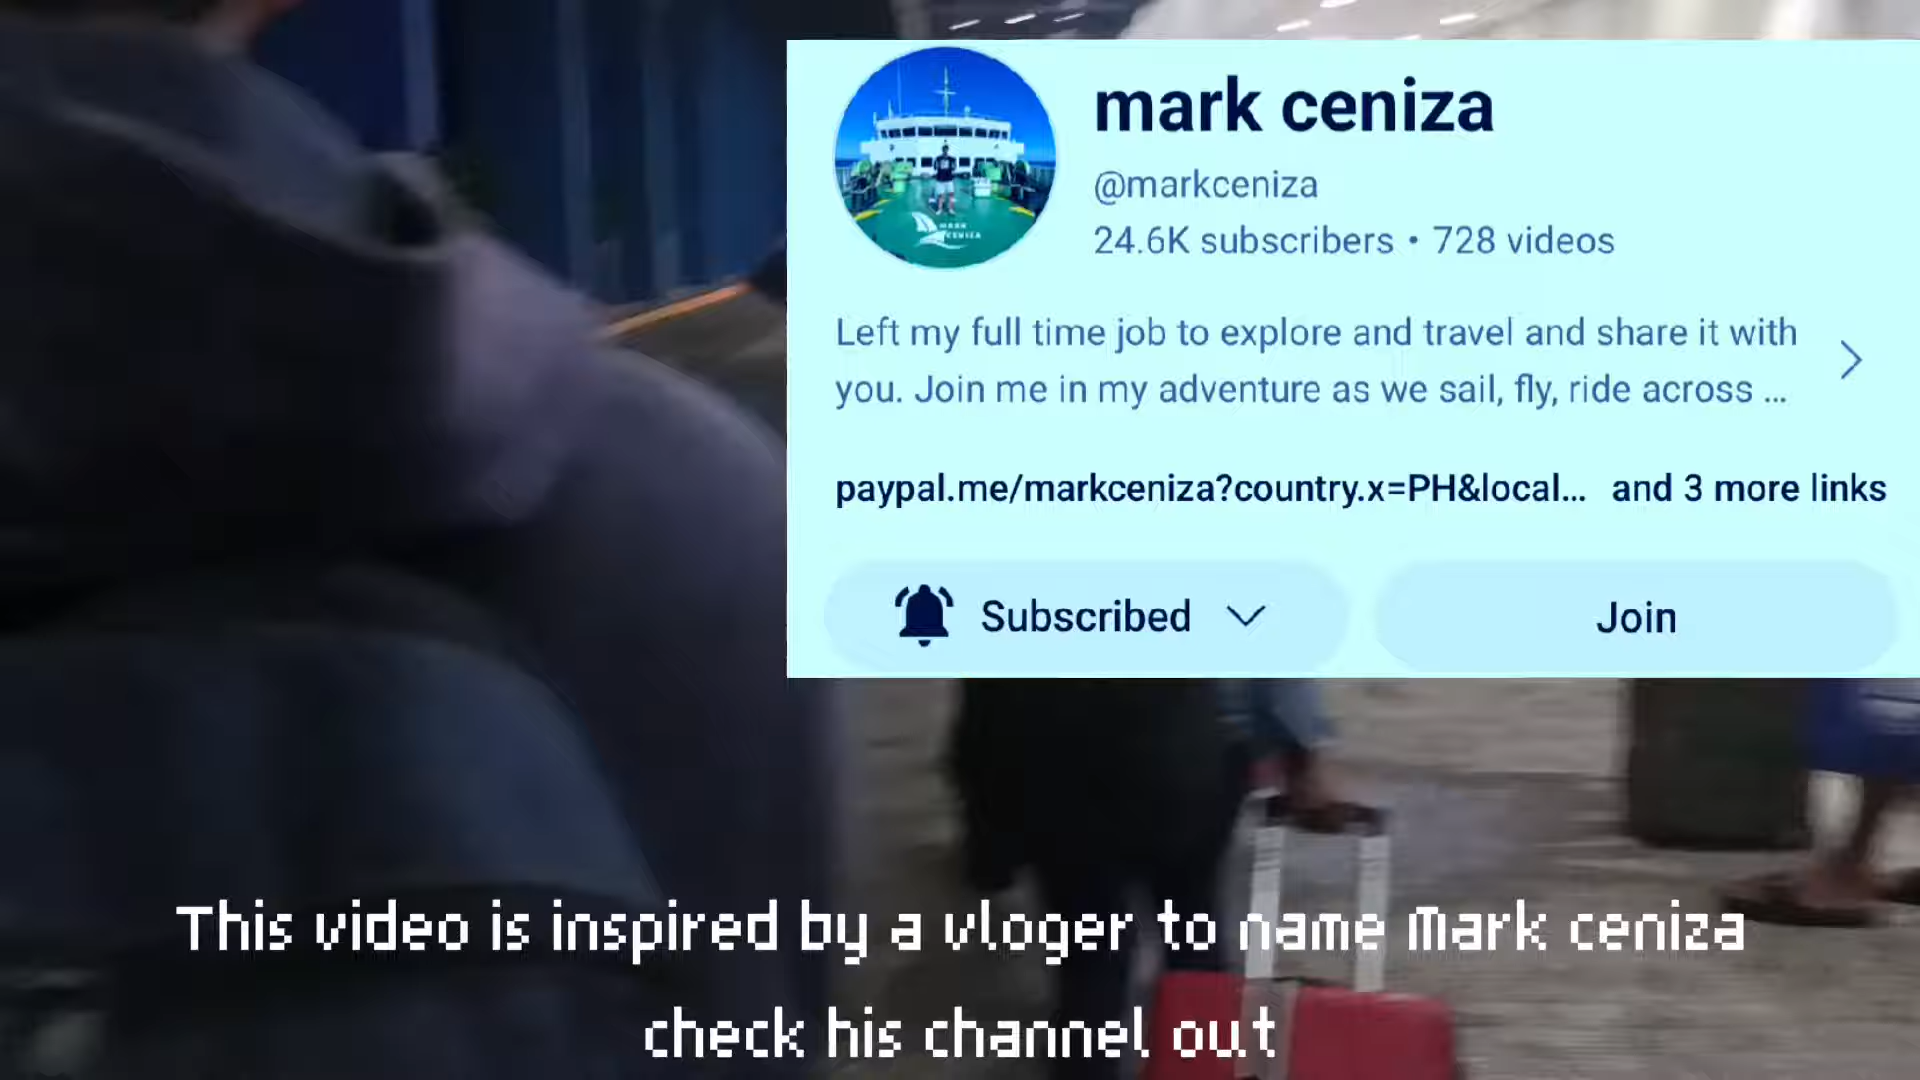 mark ceniza
@markceniza
24.6K subscribers • 728 videos
Left my full time job to explore and travel and share it with
you. Join me in my adventure as we sail, fly, ride across ...
paypal.me/markceniza?country.x=PH&local... and 3 more links
Subscribed
Join
MARK
CENIZA
This video is inspired by a vloger to name Mark ceniza
check his channel out